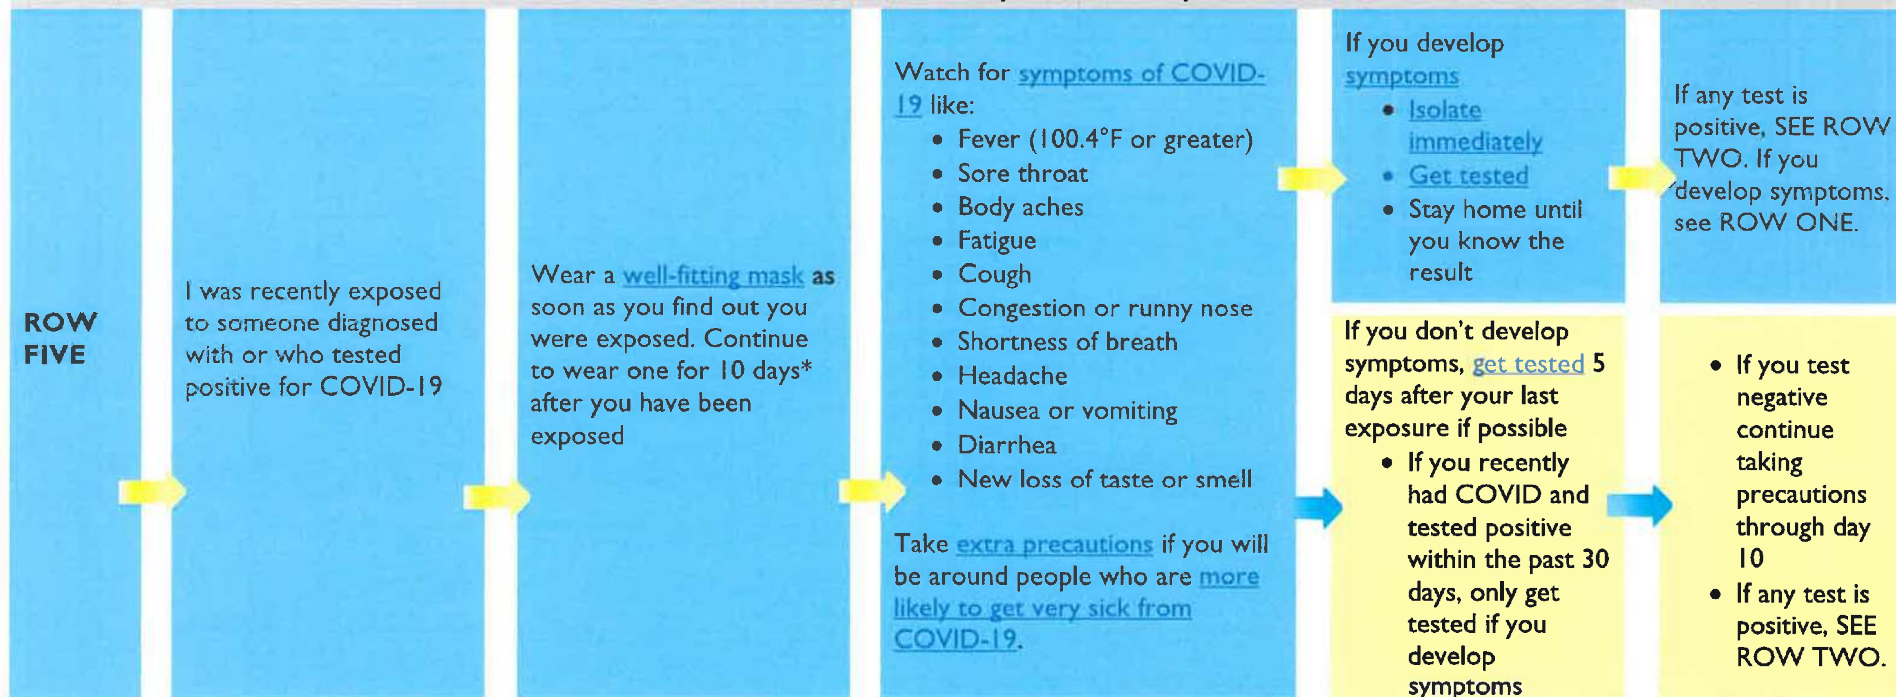 ROW
FIVE
I was recently exposed
to someone diagnosed
with or who tested
positive for COVID-19
Wear a well-fitting mask as
soon as you find out you
were exposed. Continue
to wear one for 10 days*
after you have been
exposed
Watch for symptoms of COVID-
19 like:
• Fever (100.4°F or greater)
• Sore throat
• Body aches
• Fatigue
• Cough
• Congestion or runny nose
• Shortness of breath
• Headache
• Nausea or vomiting
• Diarrhea
• New loss of taste or smell
Take extra precautions if you will
be around people who are more
likely to get very sick from
COVID-19.
If you develop
symptoms
• Isolate
immediately
• Get tested
• Stay home until
you know the
result
If any test is
positive, SEE ROW
TWO. If you
develop symptoms,
see ROW ONE.
If you don't develop
symptoms, get tested 5
days after your last
exposure if possible
• If you recently
had COVID and
tested positive
within the past 30
days, only get
tested if you
develop
symptoms
• If you test
negative
continue
taking
precautions
through day
10
• If any test is
positive, SEE
ROW TWO.